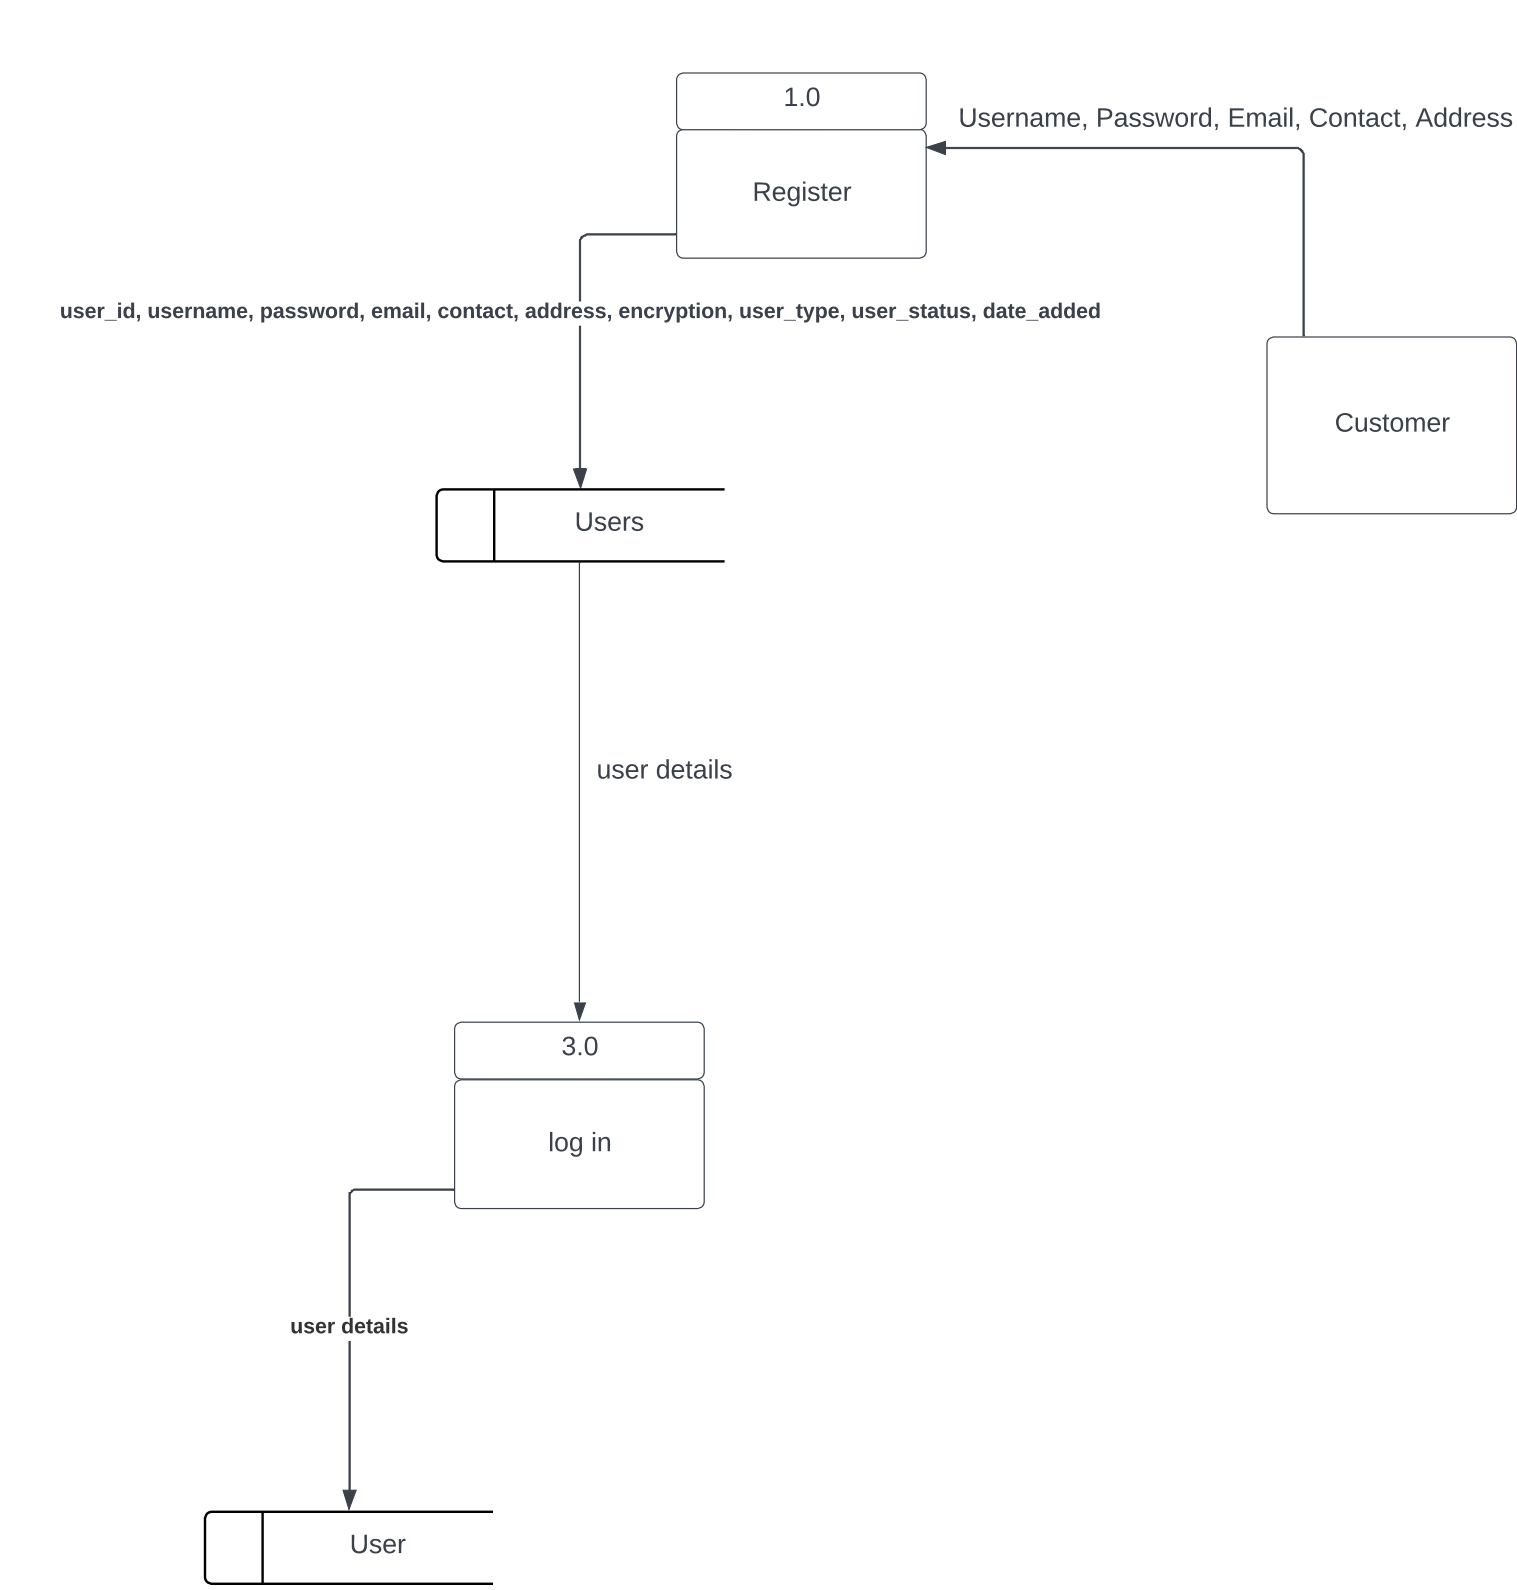 1.0
Username, Password, Email, Contact, Address
Register
user_id, username, password, email, contact, address, encryption, user_type, user_status, date_added
Customer
Users
user details
3.0
log in
user details
User